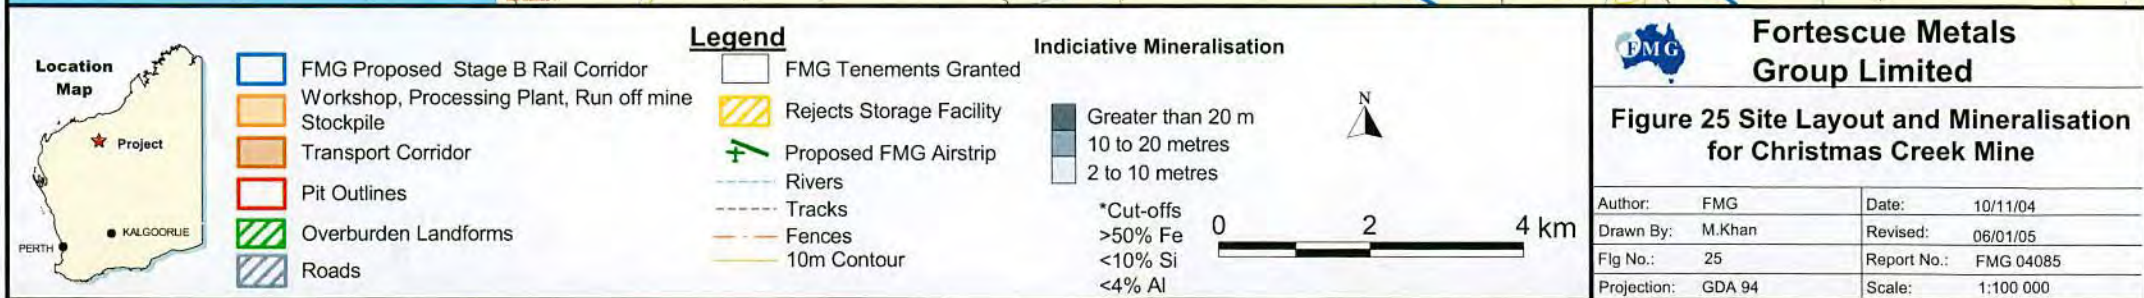 Location
Map
Project
KALGOORLIE
PERTH
Legend
FMG Proposed Stage B Rail Corridor
Workshop, Processing Plant, Run off mine
Stockpile
Transport Corridor
Pit Outlines
Overburden Landforms
Roads
FMG Tenements Granted
Rejects Storage Facility
Proposed FMG Airstrip
Rivers
Tracks
Fences
10m Contour
Indiciative Mineralisation
Greater than 20 m
10 to 20 metres
2 to 10 metres
*Cut-offs
>50% Fe
<10% Si
<4% Al
N
0 2 4 km
FMG
Fortescue Metals
Group Limited
Figure 25 Site Layout and Mineralisation
for Christmas Creek Mine
Author: FMG Date: 10/11/04
Drawn By: M.Khan Revised: 06/01/05
Fig No.: 25 Report No.: FMG 04085
Projection: GDA 94 Scale: 1:100 000